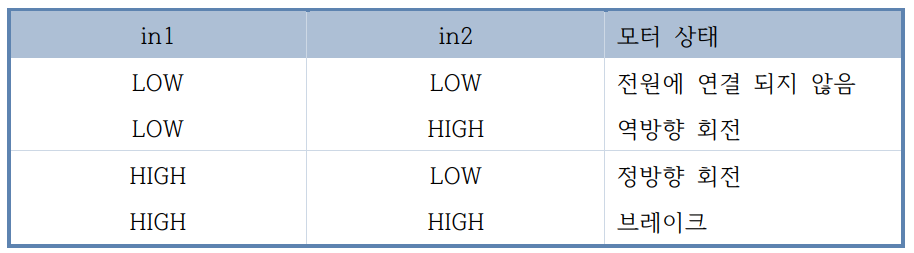 in1 in2 모터 상태
LOW LOW 전원에 연결 되지 않음
LOW HIGH 역방향 회전
HIGH LOW 정방향 회전
HIGH HIGH 브레이크